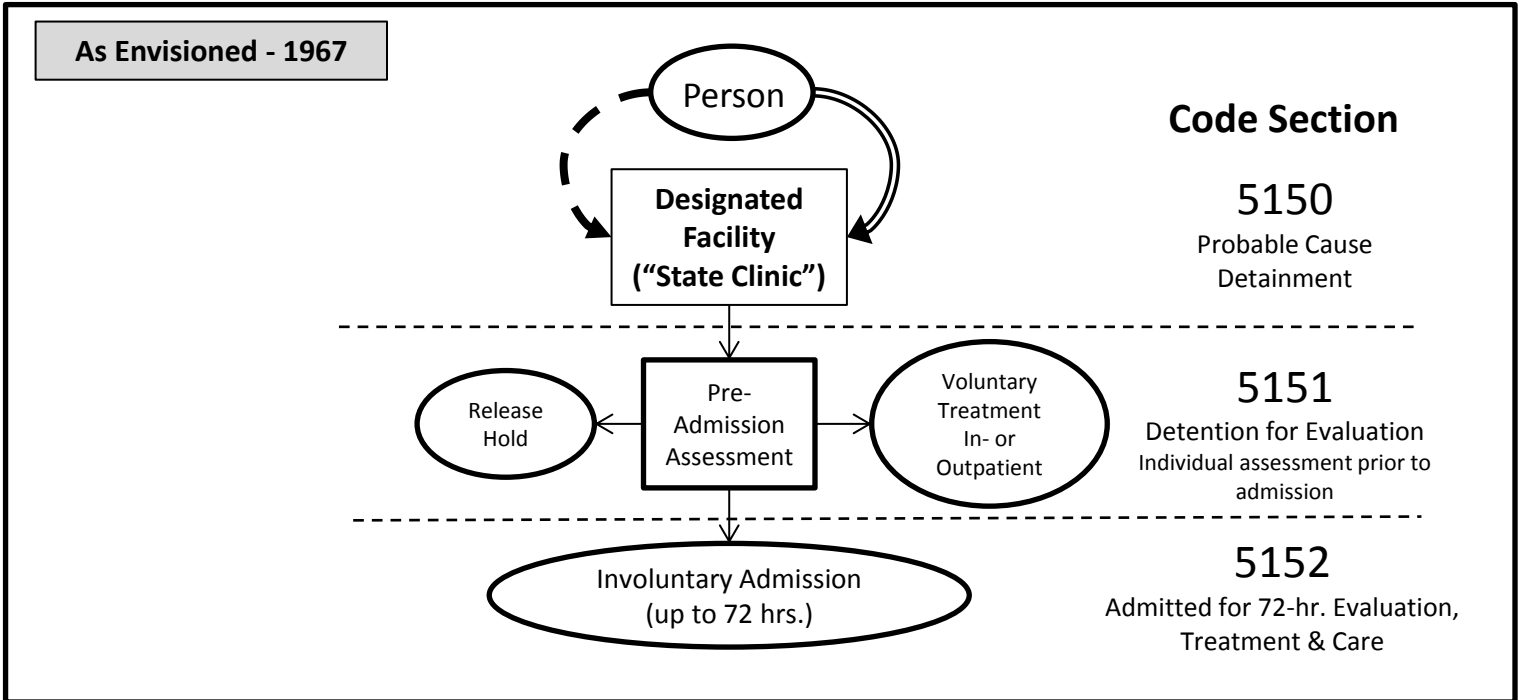 As Envisioned - 1967
Person
Code Section
Designated
Facility
(“State Clinic”)
5150
Probable Cause
Detainment
Release
Hold
Pre-
Admission
Assessment
Voluntary
Treatment
In- or
Outpatient
5151
Detention for Evaluation
Individual assessment prior to
admission
Involuntary Admission
(up to 72 hrs.)
5152
Admitted for 72-hr. Evaluation,
Treatment & Care